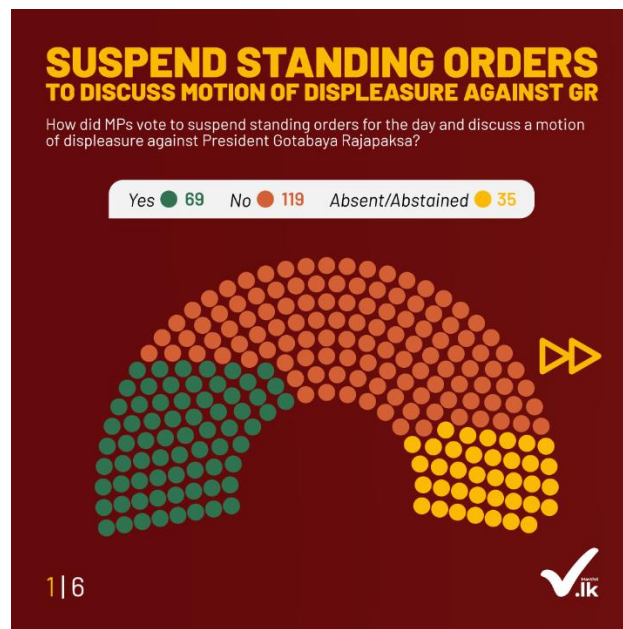 SUSPEND STANDING ORDERS
TO DISCUSS MOTION OF DISPLEASURE AGAINST GR
How did MPs vote to suspend standing orders for the day and discuss a motion
of displeasure against President Gotabaya Rajapaksa?
Yes 69 No 119 Absent/Abstained 35
1|6
Manthri
.lk